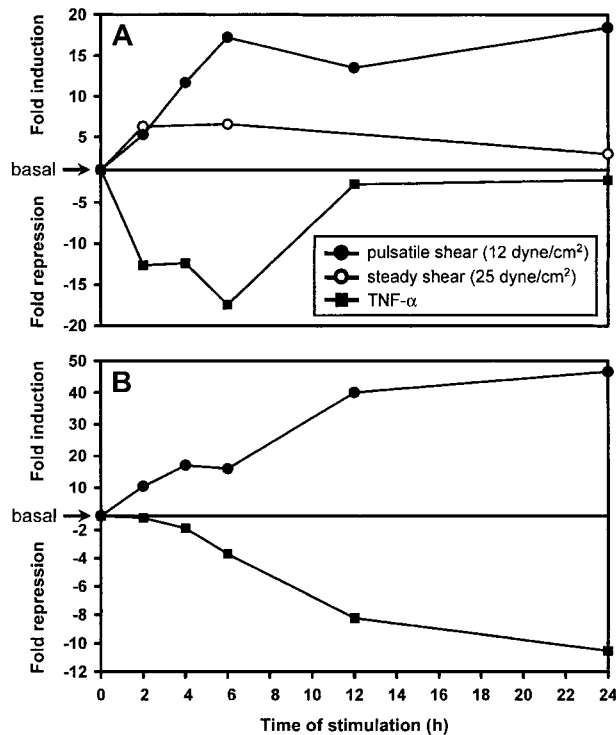 A
Fold induction
20
15
10
5
basal
-5
-10
-15
-20
Fold repression
pulsatile shear (12 dyne/cm²)
steady shear (25 dyne/cm²)
TNF-α
B
Fold induction
50
40
30
20
10
basal
-2
-4
-6
-8
-10
-12
Fold repression
0 2 4 6 8 10 12 14 16 18 20 22 24
Time of stimulation (h)